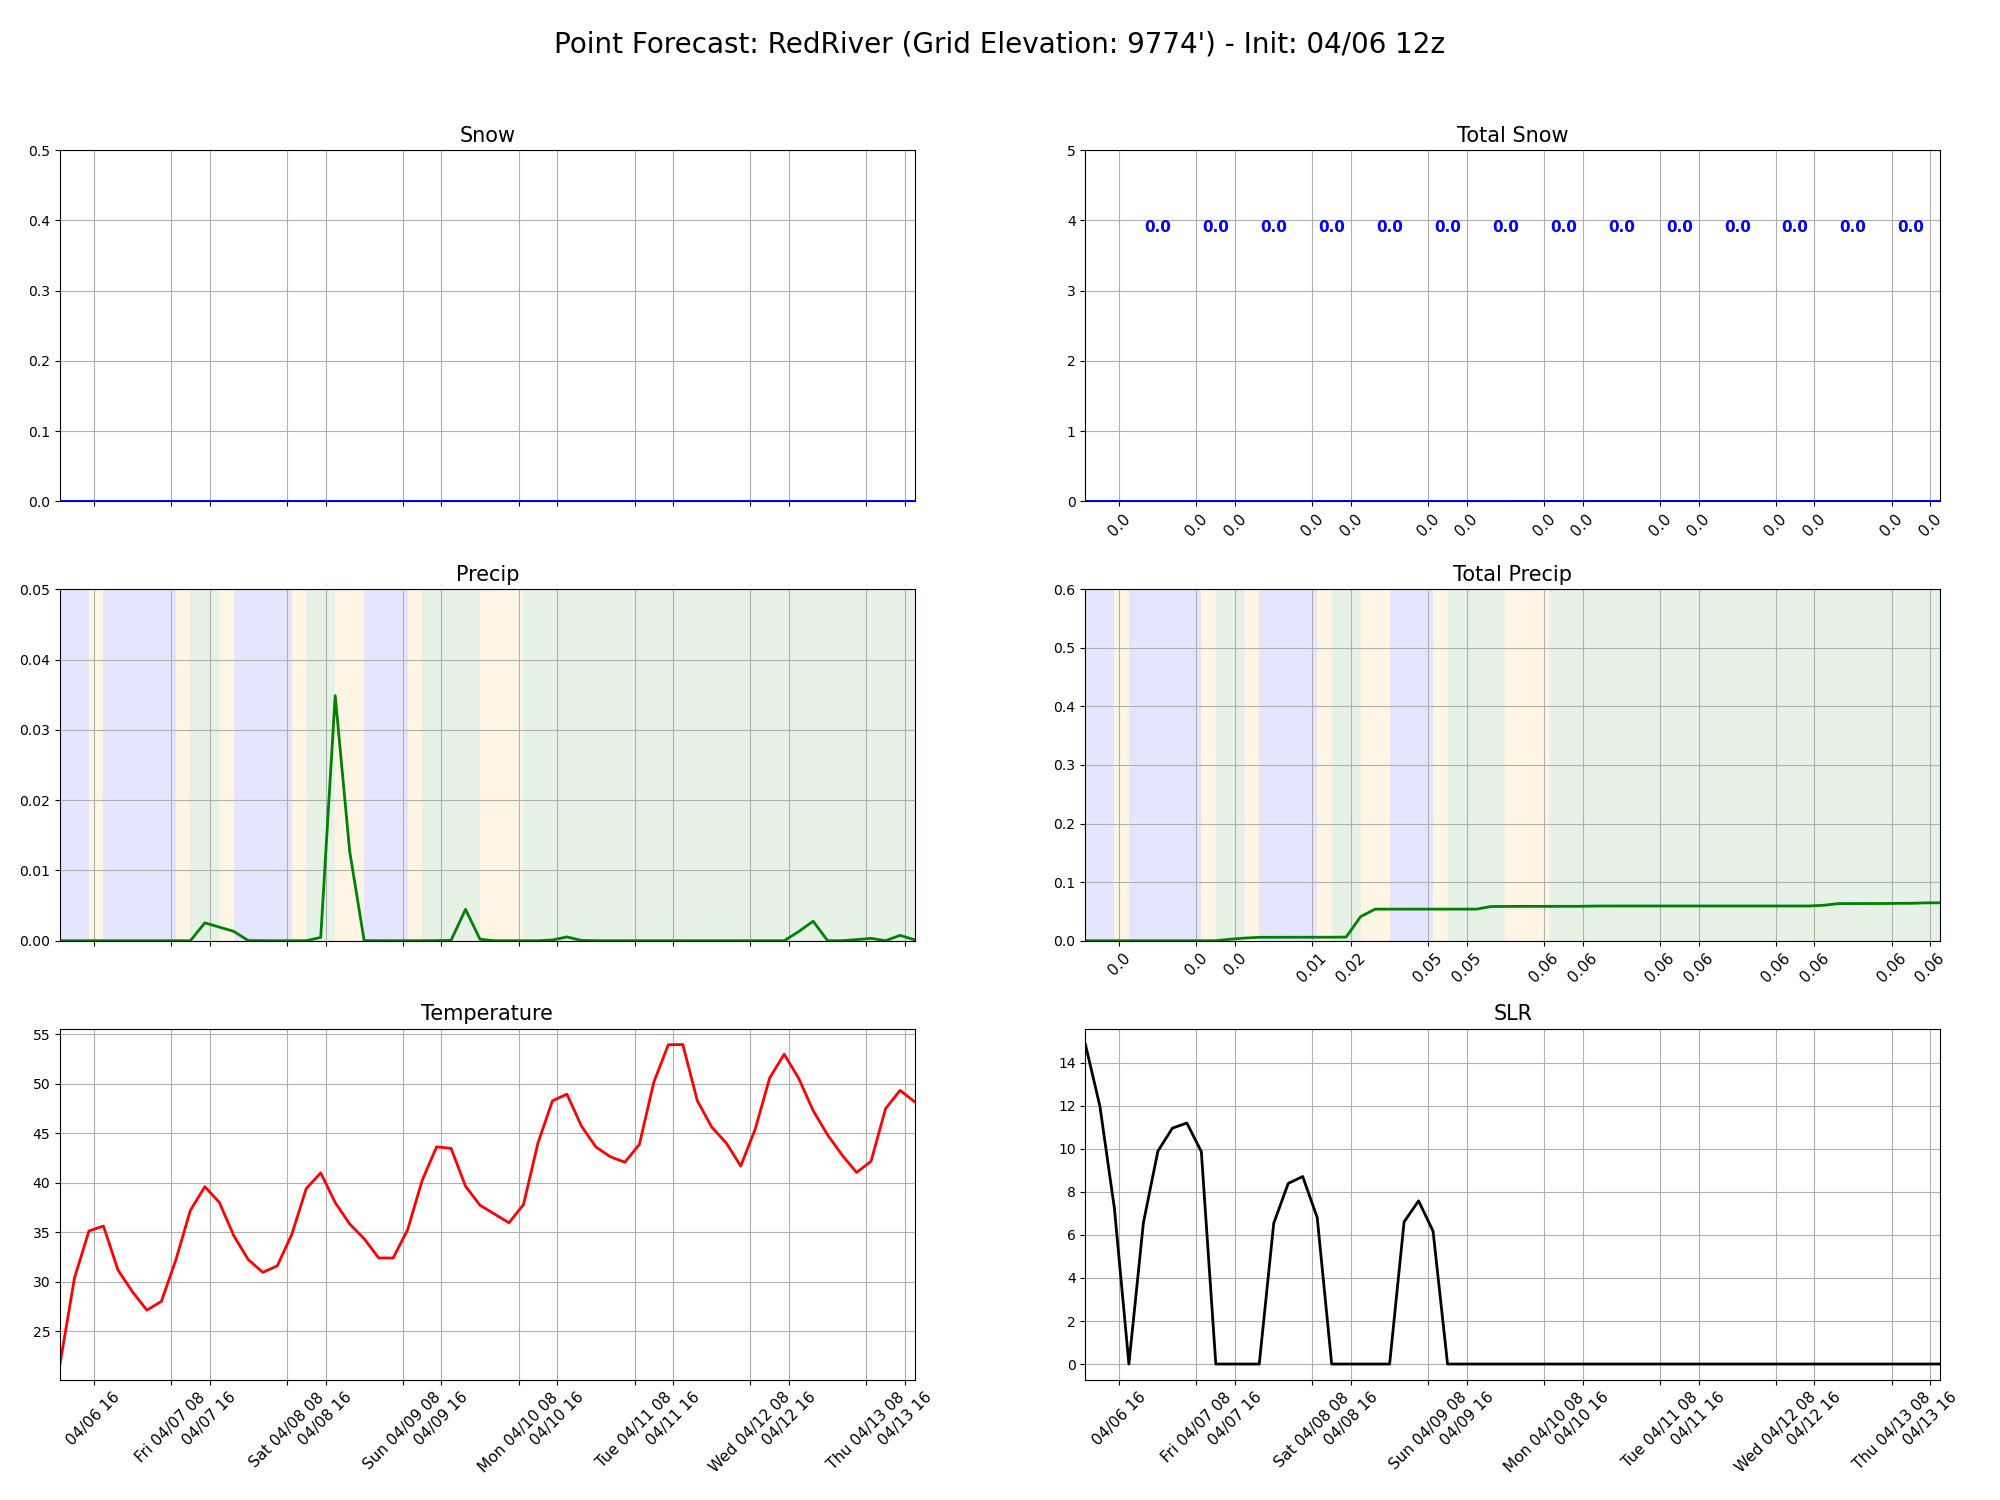 Point Forecast: RedRiver (Grid Elevation: 9774') - Init: 04/06 12z
Snow
0.5
0.4
0.3
0.2
0.1
0.0
Total Snow
5
4
3
2
1
0
0.0 0.0 0.0 0.0 0.0 0.0 0.0 0.0 0.0 0.0 0.0 0.0 0.0 0.0
0.0 0.0 0.0 0.0 0.0 0.0 0.0 0.0 0.0 0.0 0.0 0.0 0.0 0.0 0.0
Precip
0.05
0.04
0.03
0.02
0.01
0.00
Total Precip
0.6
0.5
0.4
0.3
0.2
0.1
0.0
0.0 0.0 0.0 0.01 0.02 0.05 0.05 0.06 0.06 0.06 0.06 0.06 0.06 0.06 0.06
Temperature
55
50
45
40
35
30
25
04/06 16
Fri 04/07 08
04/07 16
Sat 04/08 08
04/08 16
Sun 04/09 08
04/09 16
Mon 04/10 08
04/10 16
Tue 04/11 08
04/11 16
Wed 04/12 08
04/12 16
Thu 04/13 08
04/13 16
SLR
14
12
10
8
6
4
2
0
04/06 16
Fri 04/07 08
04/07 16
Sat 04/08 08
04/08 16
Sun 04/09 08
04/09 16
Mon 04/10 08
04/10 16
Tue 04/11 08
04/11 16
Wed 04/12 08
04/12 16
Thu 04/13 08
04/13 16